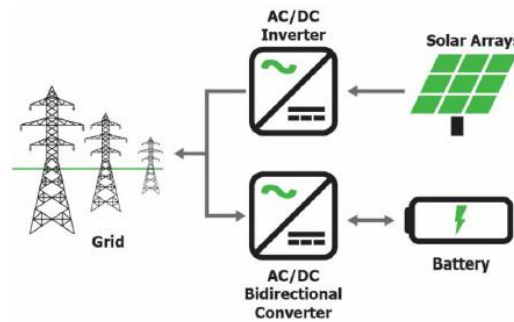 AC/DC
Inverter
Solar Arrays
Grid
AC/DC
Bidirectional
Converter
Battery